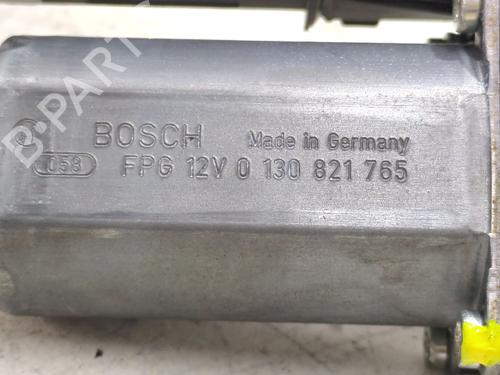 BOSCH Made in Germany
058 FPG 12V 0 130 821 765
B-PARTS